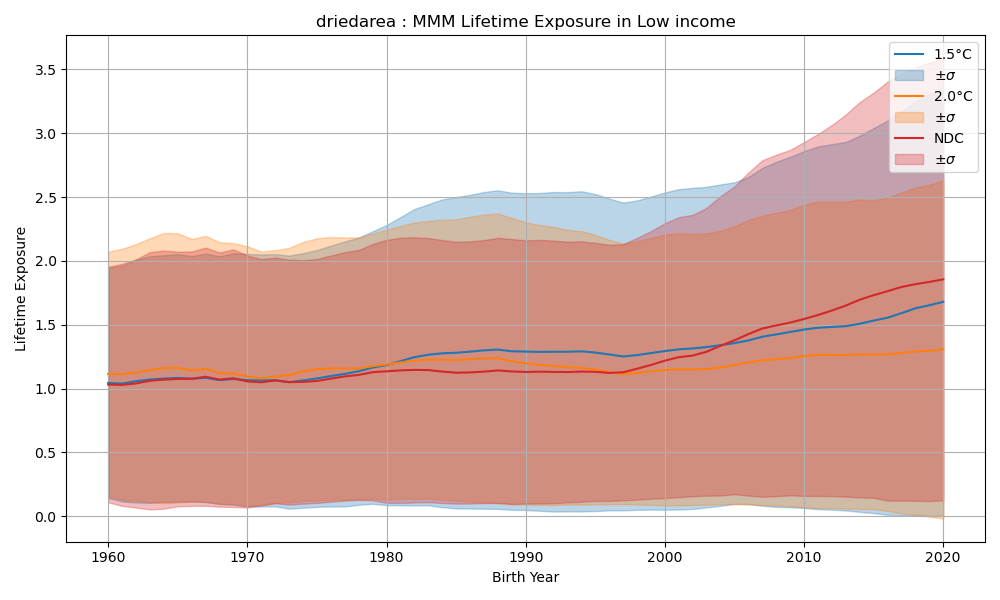 driedarea : MMM Lifetime Exposure in Low income
Lifetime Exposure
3.5
3.0
2.5
2.0
1.5
1.0
0.5
0.0
1.5°C
±σ
2.0°C
±σ
NDC
±σ
1960 1970 1980 1990 2000 2010 2020
Birth Year